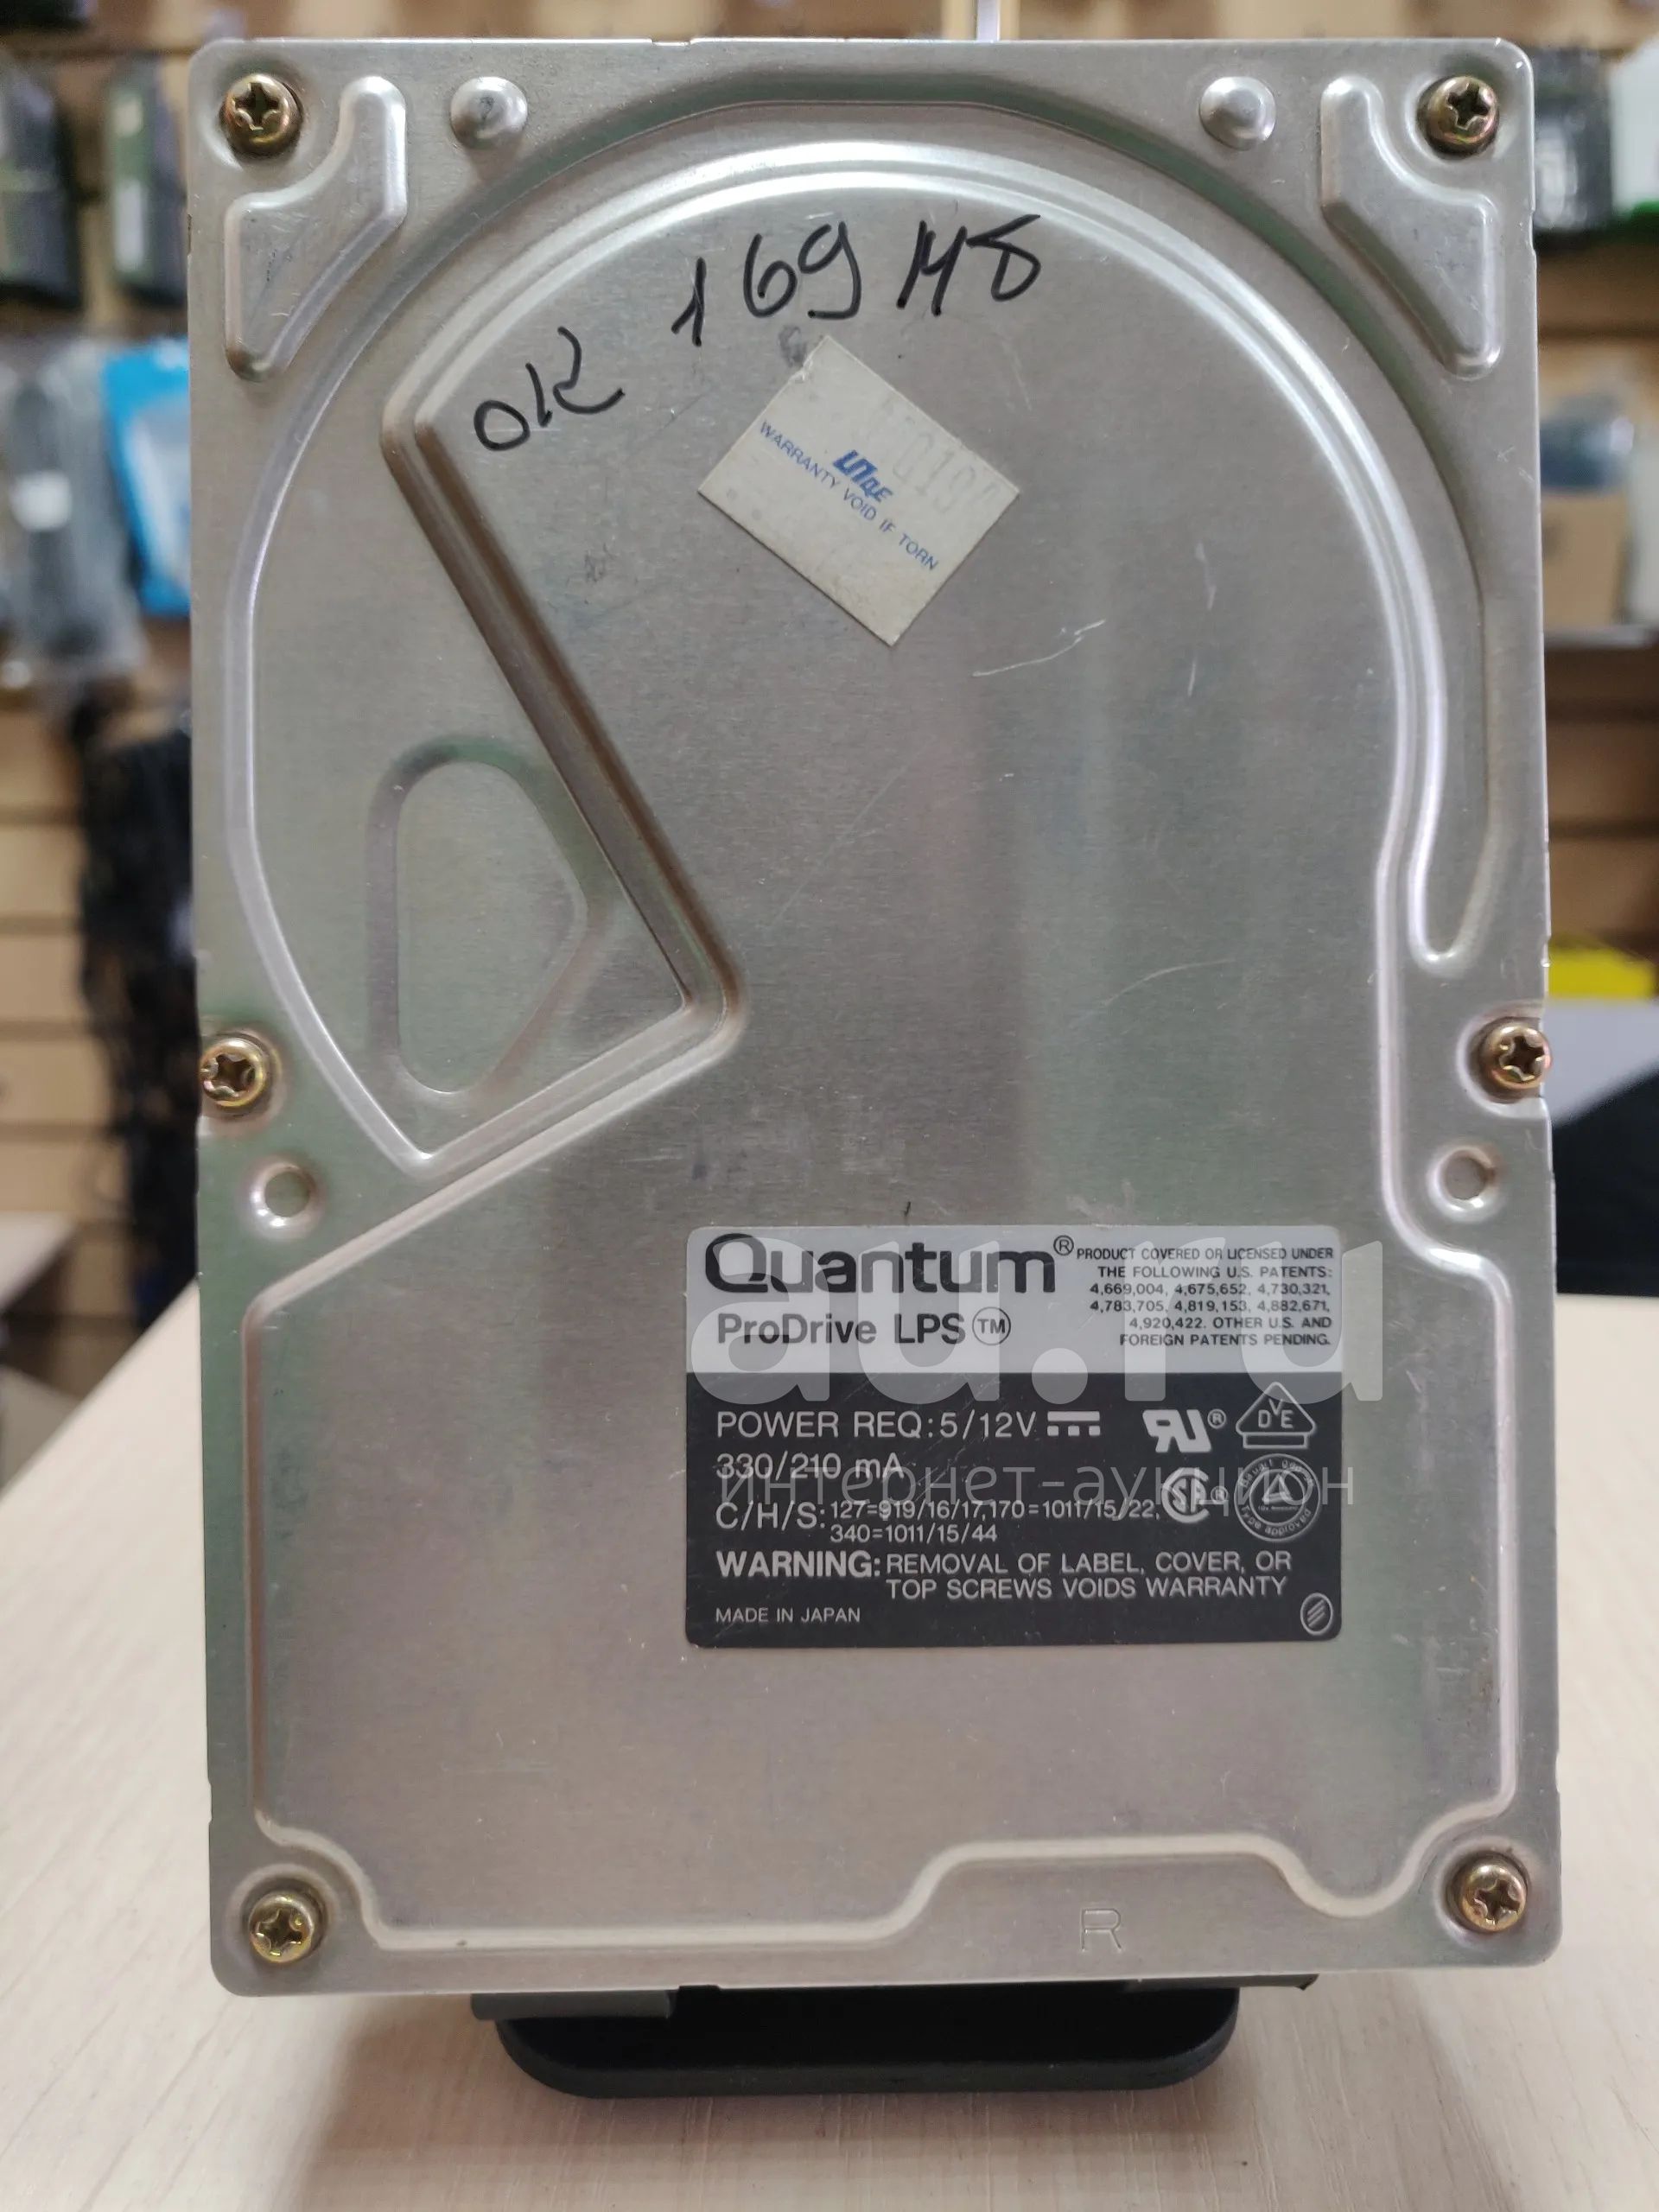 OK 169 Mб
WARRANTY VOID IF TORN
Quantum®
ProDrive LPS™
PRODUCT COVERED OR LICENSED UNDER
THE FOLLOWING U.S. PATENTS:
4,669,004, 4,675,652, 4,730,321,
4,783,705, 4,819,153, 4,882,671,
4,920,422. OTHER U.S. AND
FOREIGN PATENTS PENDING.
au.ru
интернет-аукцион
POWER REQ: 5/12V
330/210 mA
C/H/S: 127=919/16/17, 170=1011/15/22,
340=1011/15/44
WARNING: REMOVAL OF LABEL, COVER, OR
TOP SCREWS VOIDS WARRANTY
MADE IN JAPAN
VDE
R